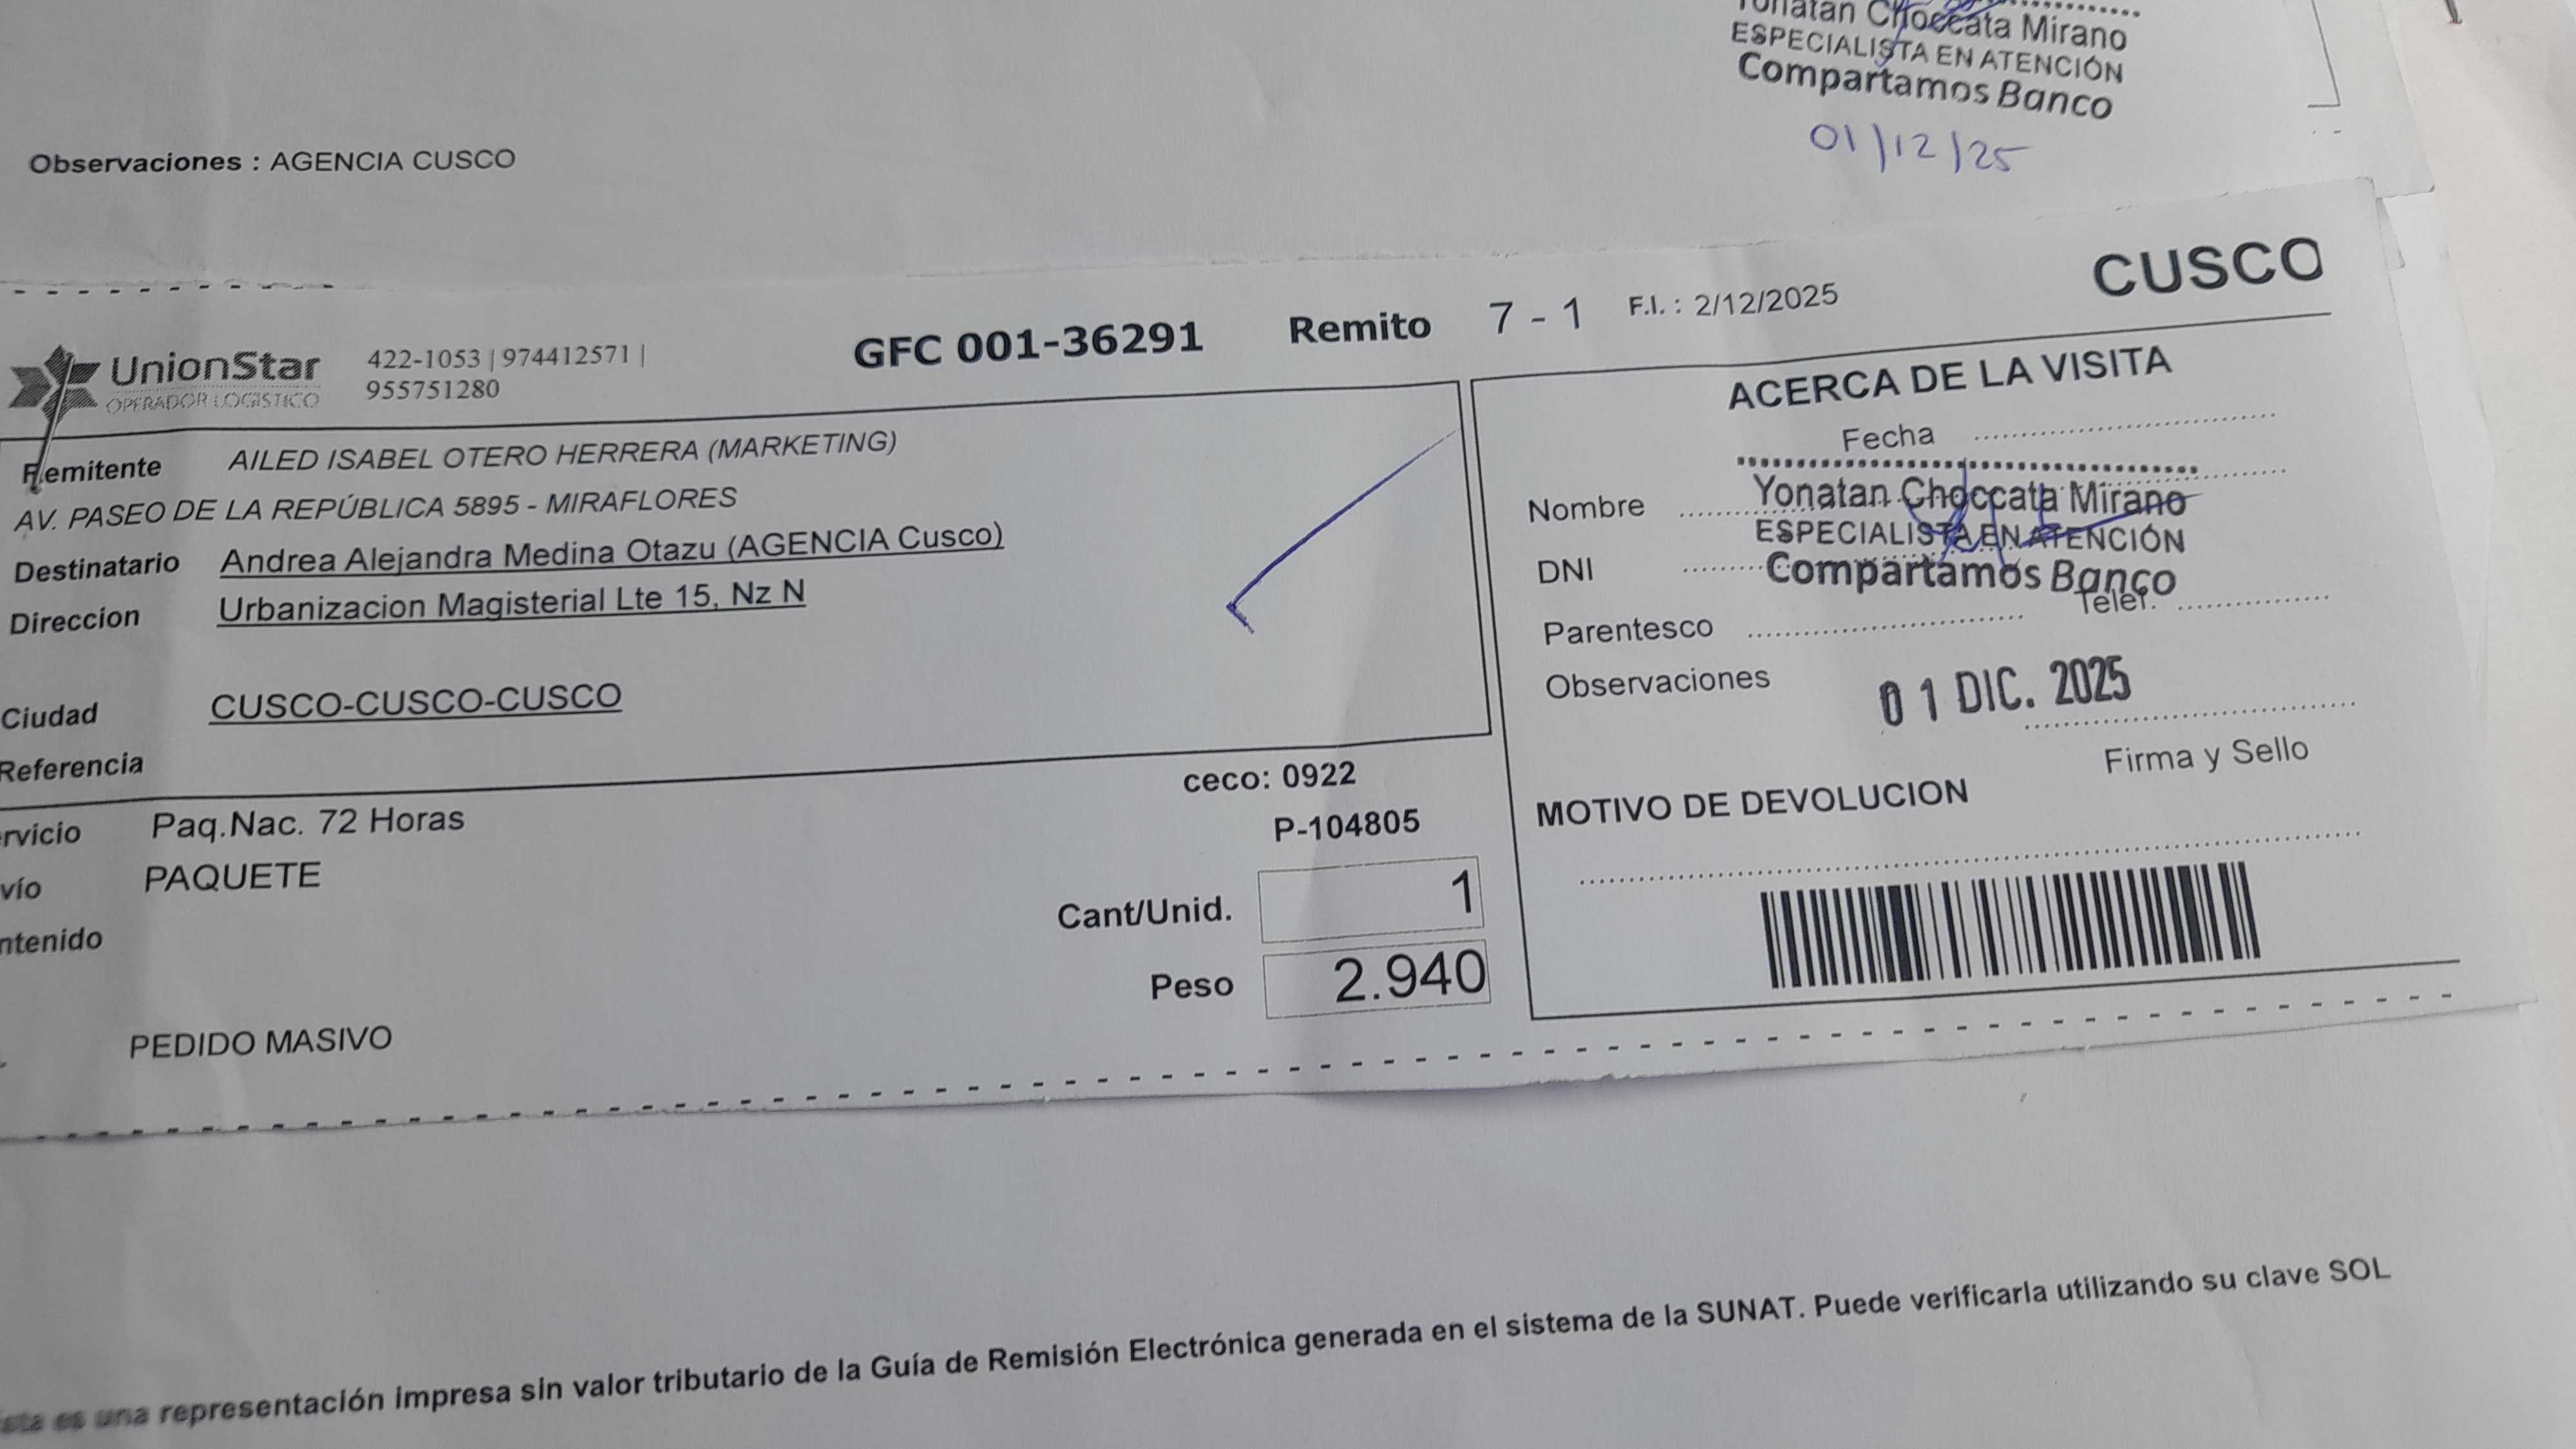 Yonatan Choccata Mirano
ESPECIALISTA EN ATENCIÓN
Compartamos Banco
01/12/25
Observaciones : AGENCIA CUSCO
CUSCO
UnionStar
OPERADOR LOGISTICO
422-1053 | 974412571 |
955751280
GFC 001-36291 Remito 7 - 1 F.I. : 2/12/2025
Remitente AILED ISABEL OTERO HERRERA (MARKETING)
AV. PASEO DE LA REPÚBLICA 5895 - MIRAFLORES
Destinatario Andrea Alejandra Medina Otazu (AGENCIA Cusco)
Direccion Urbanizacion Magisterial Lte 15, Nz N
Ciudad CUSCO-CUSCO-CUSCO
Referencia
ceco: 0922
rvicio Paq.Nac. 72 Horas
P-104805
vío PAQUETE
Cant/Unid. 1
ntenido
Peso 2.940
PEDIDO MASIVO
ACERCA DE LA VISITA
Fecha
Nombre Yonatan Choccata Mirano
ESPECIALISTA EN ATENCIÓN
DNI Compartamos Banco
Parentesco Telef.
Observaciones
01 DIC. 2025
Firma y Sello
MOTIVO DE DEVOLUCION
sta es una representación impresa sin valor tributario de la Guía de Remisión Electrónica generada en el sistema de la SUNAT. Puede verificarla utilizando su clave SOL